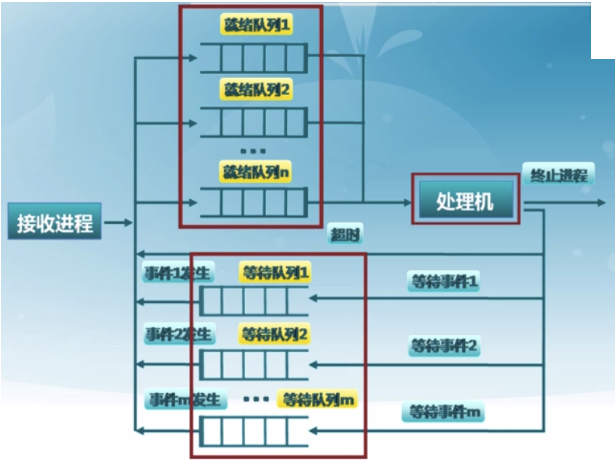 就绪队列1
就绪队列2
...
就绪队列n
接收进程
处理机
终止进程
超时
事件1发生
等待队列1
等待事件1
事件2发生
等待队列2
等待事件2
事件m发生
...
等待队列m
等待事件m